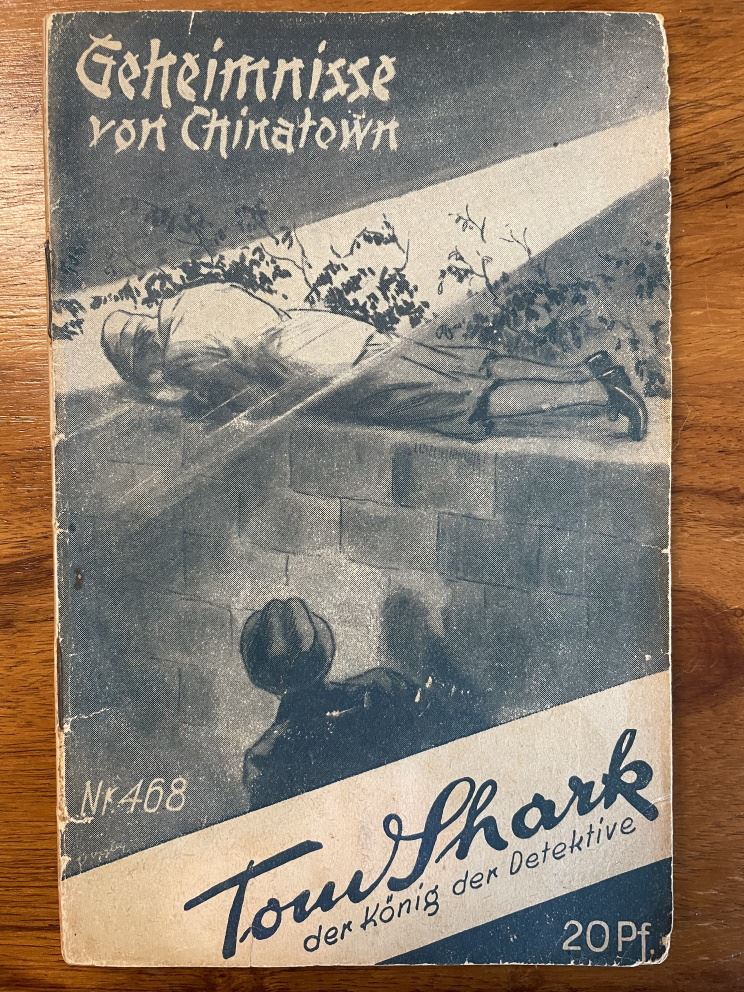 Geheimnisse
von Chinatown
Nr. 468
Tom Shark
der König der Detektive
20 Pf.